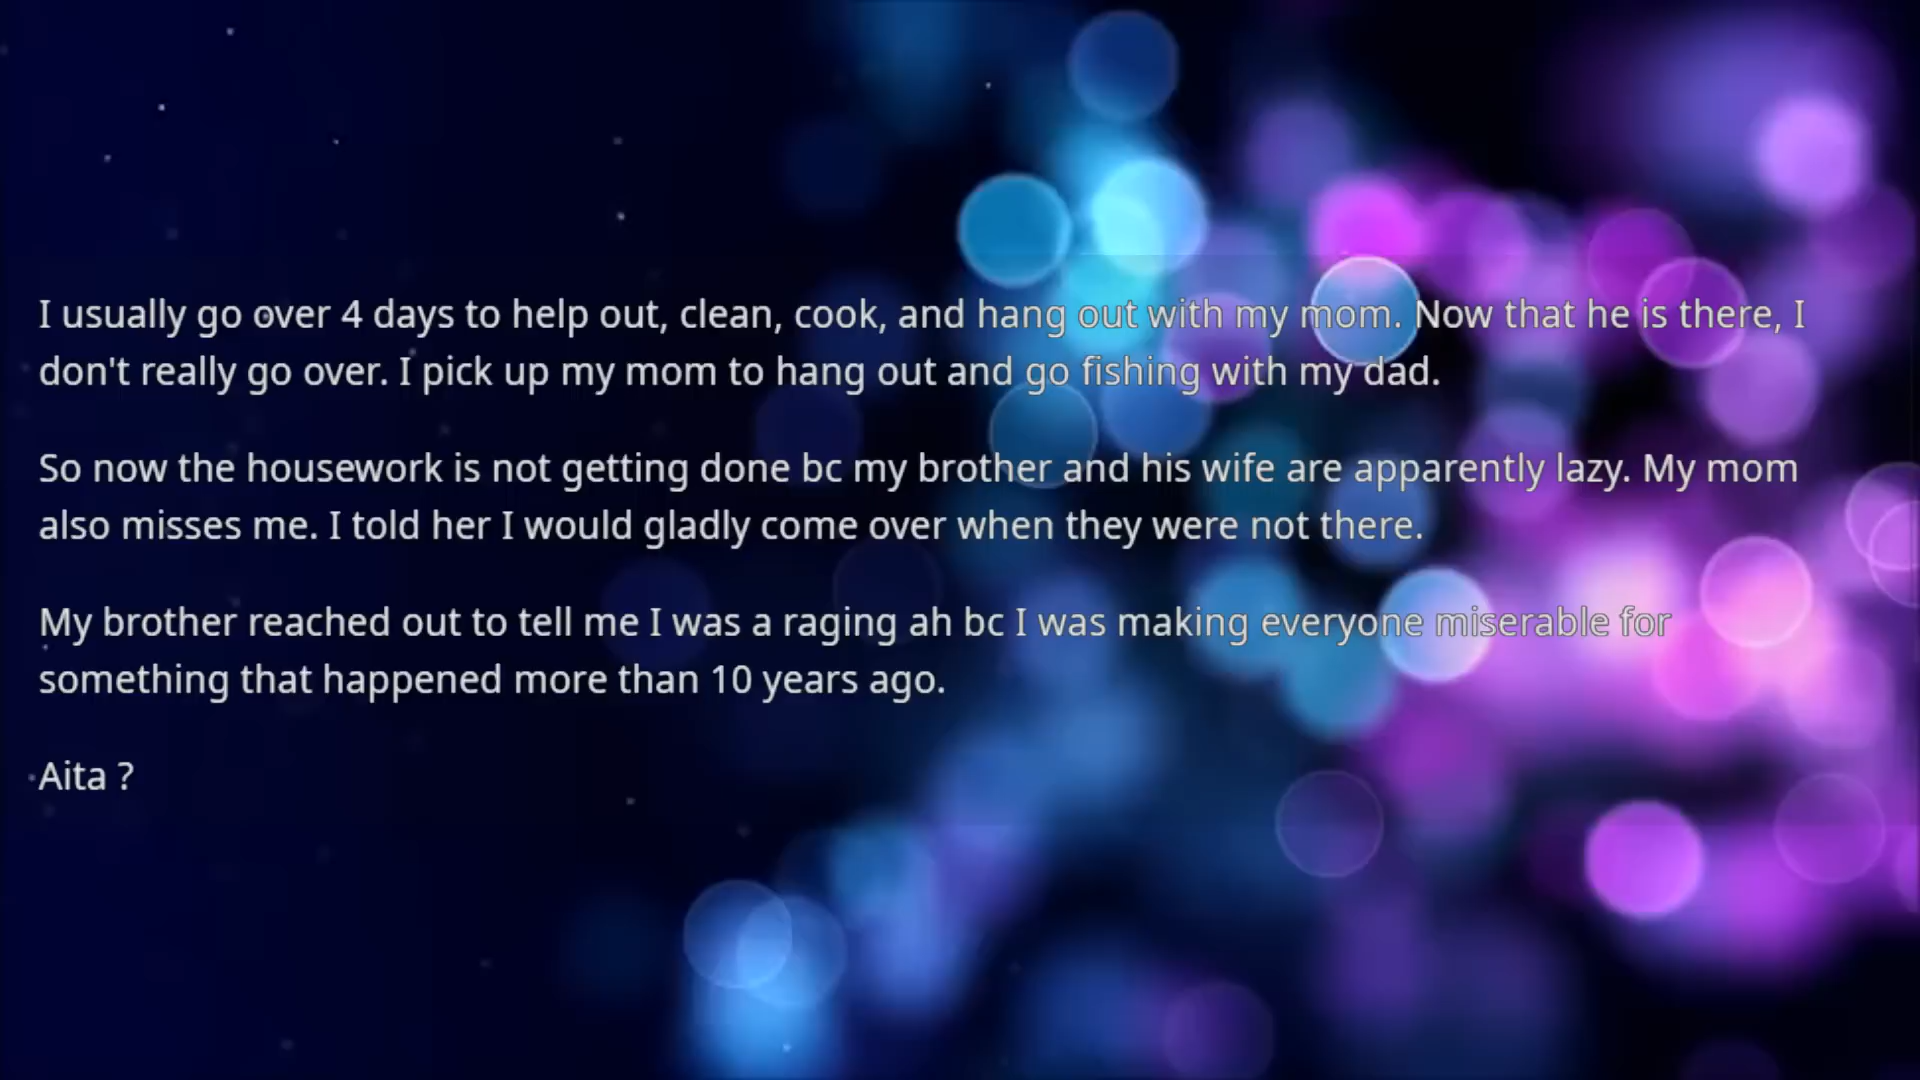 I usually go over 4 days to help out, clean, cook, and hang out with my mom. Now that he is there, I
don't really go over. I pick up my mom to hang out and go fishing with my dad.
So now the housework is not getting done bc my brother and his wife are apparently lazy. My mom
also misses me. I told her I would gladly come over when they were not there.
My brother reached out to tell me I was a raging ah bc I was making everyone miserable for
something that happened more than 10 years ago.
Aita ?